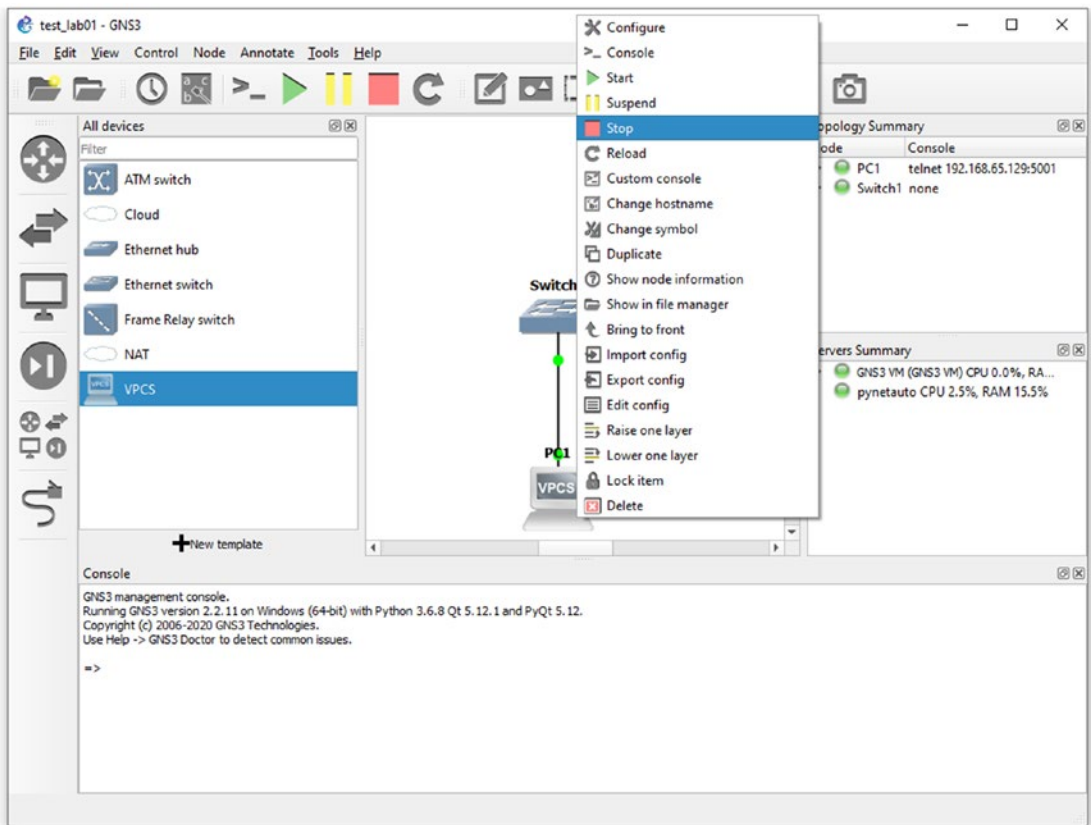 test_lab01 - GNS3
File Edit View Control Node Annotate Tools Help
All devices
Filter
ATM switch
Cloud
Ethernet hub
Ethernet switch
Frame Relay switch
NAT
VPCS
New template
Switch
PC1
VPCS
Configure
Console
Start
Suspend
Stop
Reload
Custom console
Change hostname
Change symbol
Duplicate
Show node information
Show in file manager
Bring to front
Import config
Export config
Edit config
Raise one layer
Lower one layer
Lock item
Delete
opology Summary
ode Console
PC1 telnet 192.168.65.129:5001
Switch1 none
ervers Summary
GNS3 VM (GNS3 VM) CPU 0.0%, RA...
pynetauto CPU 2.5%, RAM 15.5%
Console
GNS3 management console.
Running GNS3 version 2.2.11 on Windows (64-bit) with Python 3.6.8 Qt 5.12.1 and PyQt 5.12.
Copyright (c) 2006-2020 GNS3 Technologies.
Use Help -> GNS3 Doctor to detect common issues.
=>